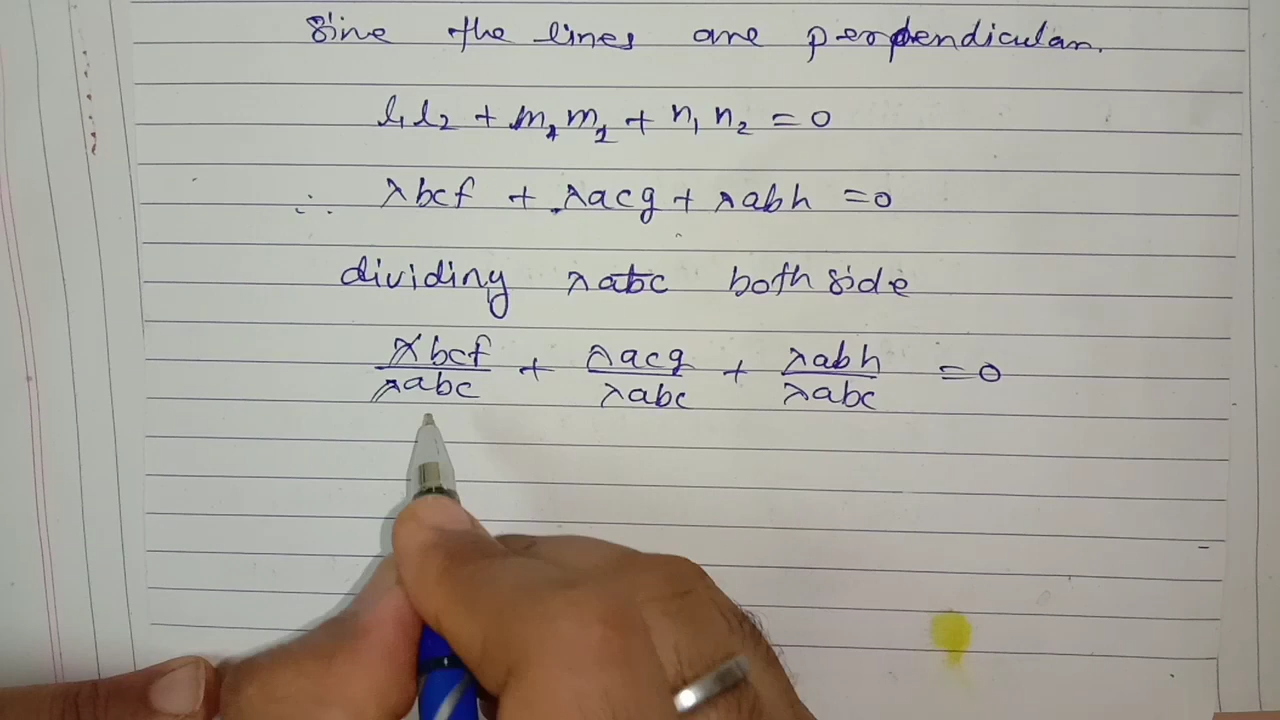 Sine the lines are perpendicular.
l₁l₂ + m₁m₂ + n₁n₂ = 0
∴ λbcf + λacg + λabh = 0
dividing λabc both side
λbcf/λabc + λacg/λabc + λabh/λabc = 0